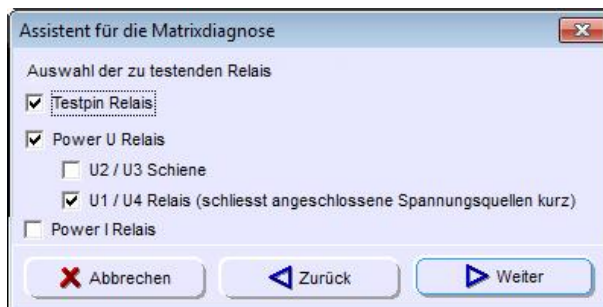 Assistent für die Matrixdiagnose
Auswahl der zu testenden Relais
Testpin Relais
Power U Relais
U2 / U3 Schiene
U1 / U4 Relais (schliesst angeschlossene Spannungsquellen kurz)
Power I Relais
Abbrechen Zurück Weiter